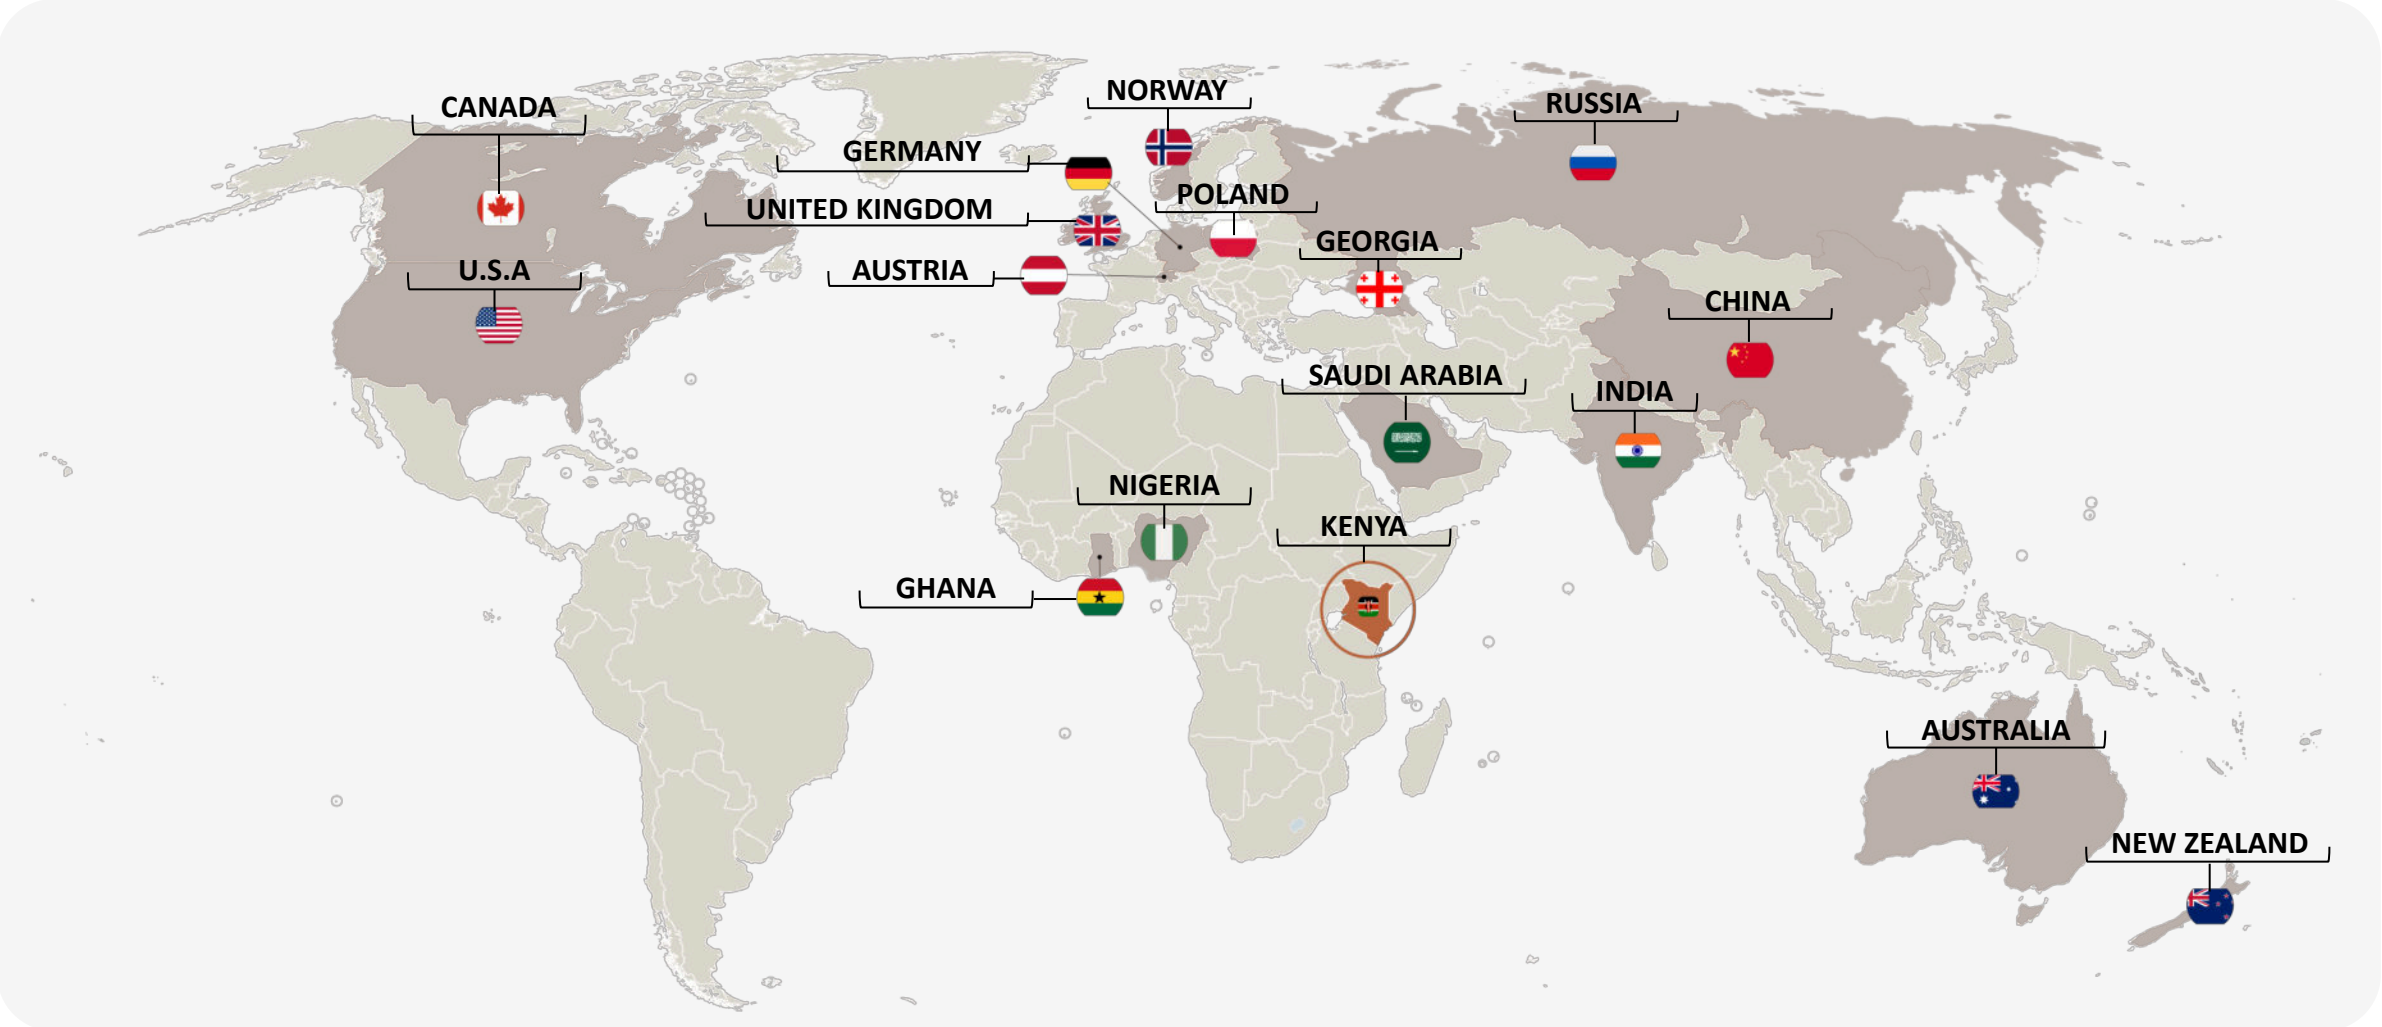 CANADA
NORWAY
RUSSIA
GERMANY
POLAND
UNITED KINGDOM
GEORGIA
AUSTRIA
U.S.A
CHINA
SAUDI ARABIA
INDIA
NIGERIA
KENYA
GHANA
AUSTRALIA
NEW ZEALAND